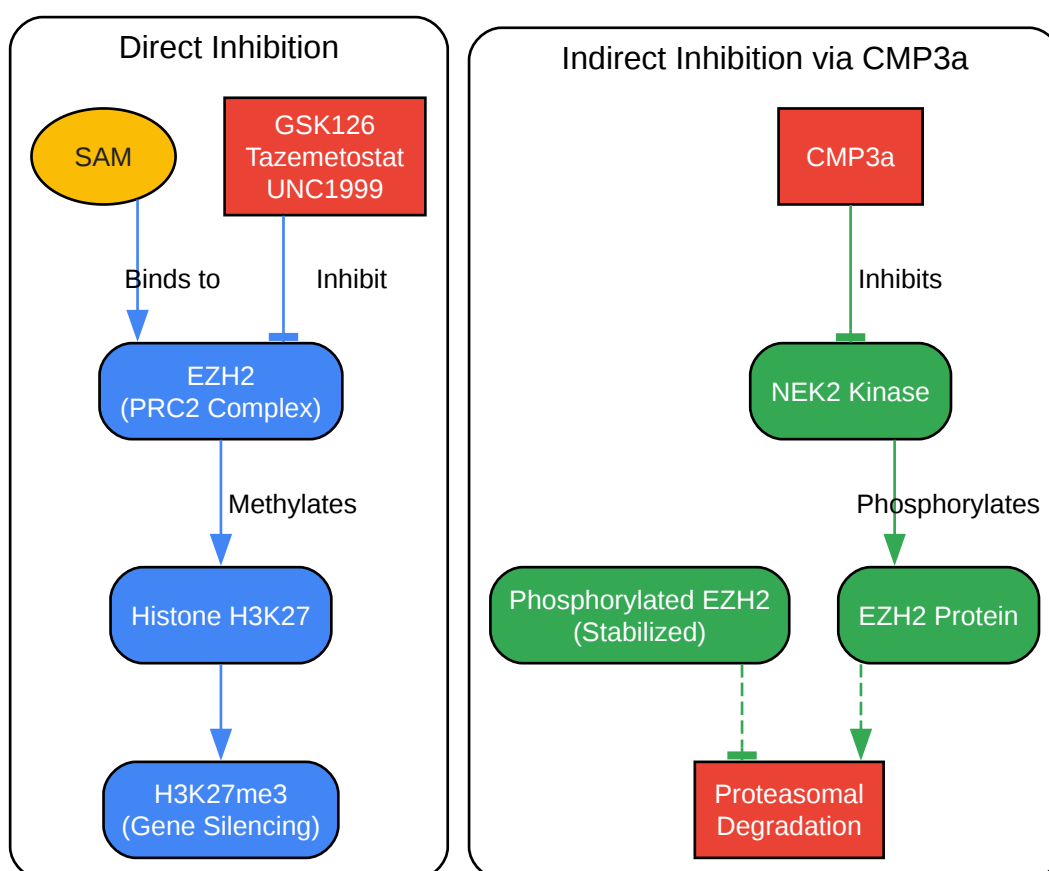 Direct Inhibition
SAM
GSK126
Tazemetostat
UNC1999
Binds to
Inhibit
EZH2
(PRC2 Complex)
Methylates
Histone H3K27
H3K27me3
(Gene Silencing)
Indirect Inhibition via CMP3a
CMP3a
Inhibits
NEK2 Kinase
Phosphorylates
Phosphorylated EZH2
(Stabilized)
EZH2 Protein
Proteasomal
Degradation